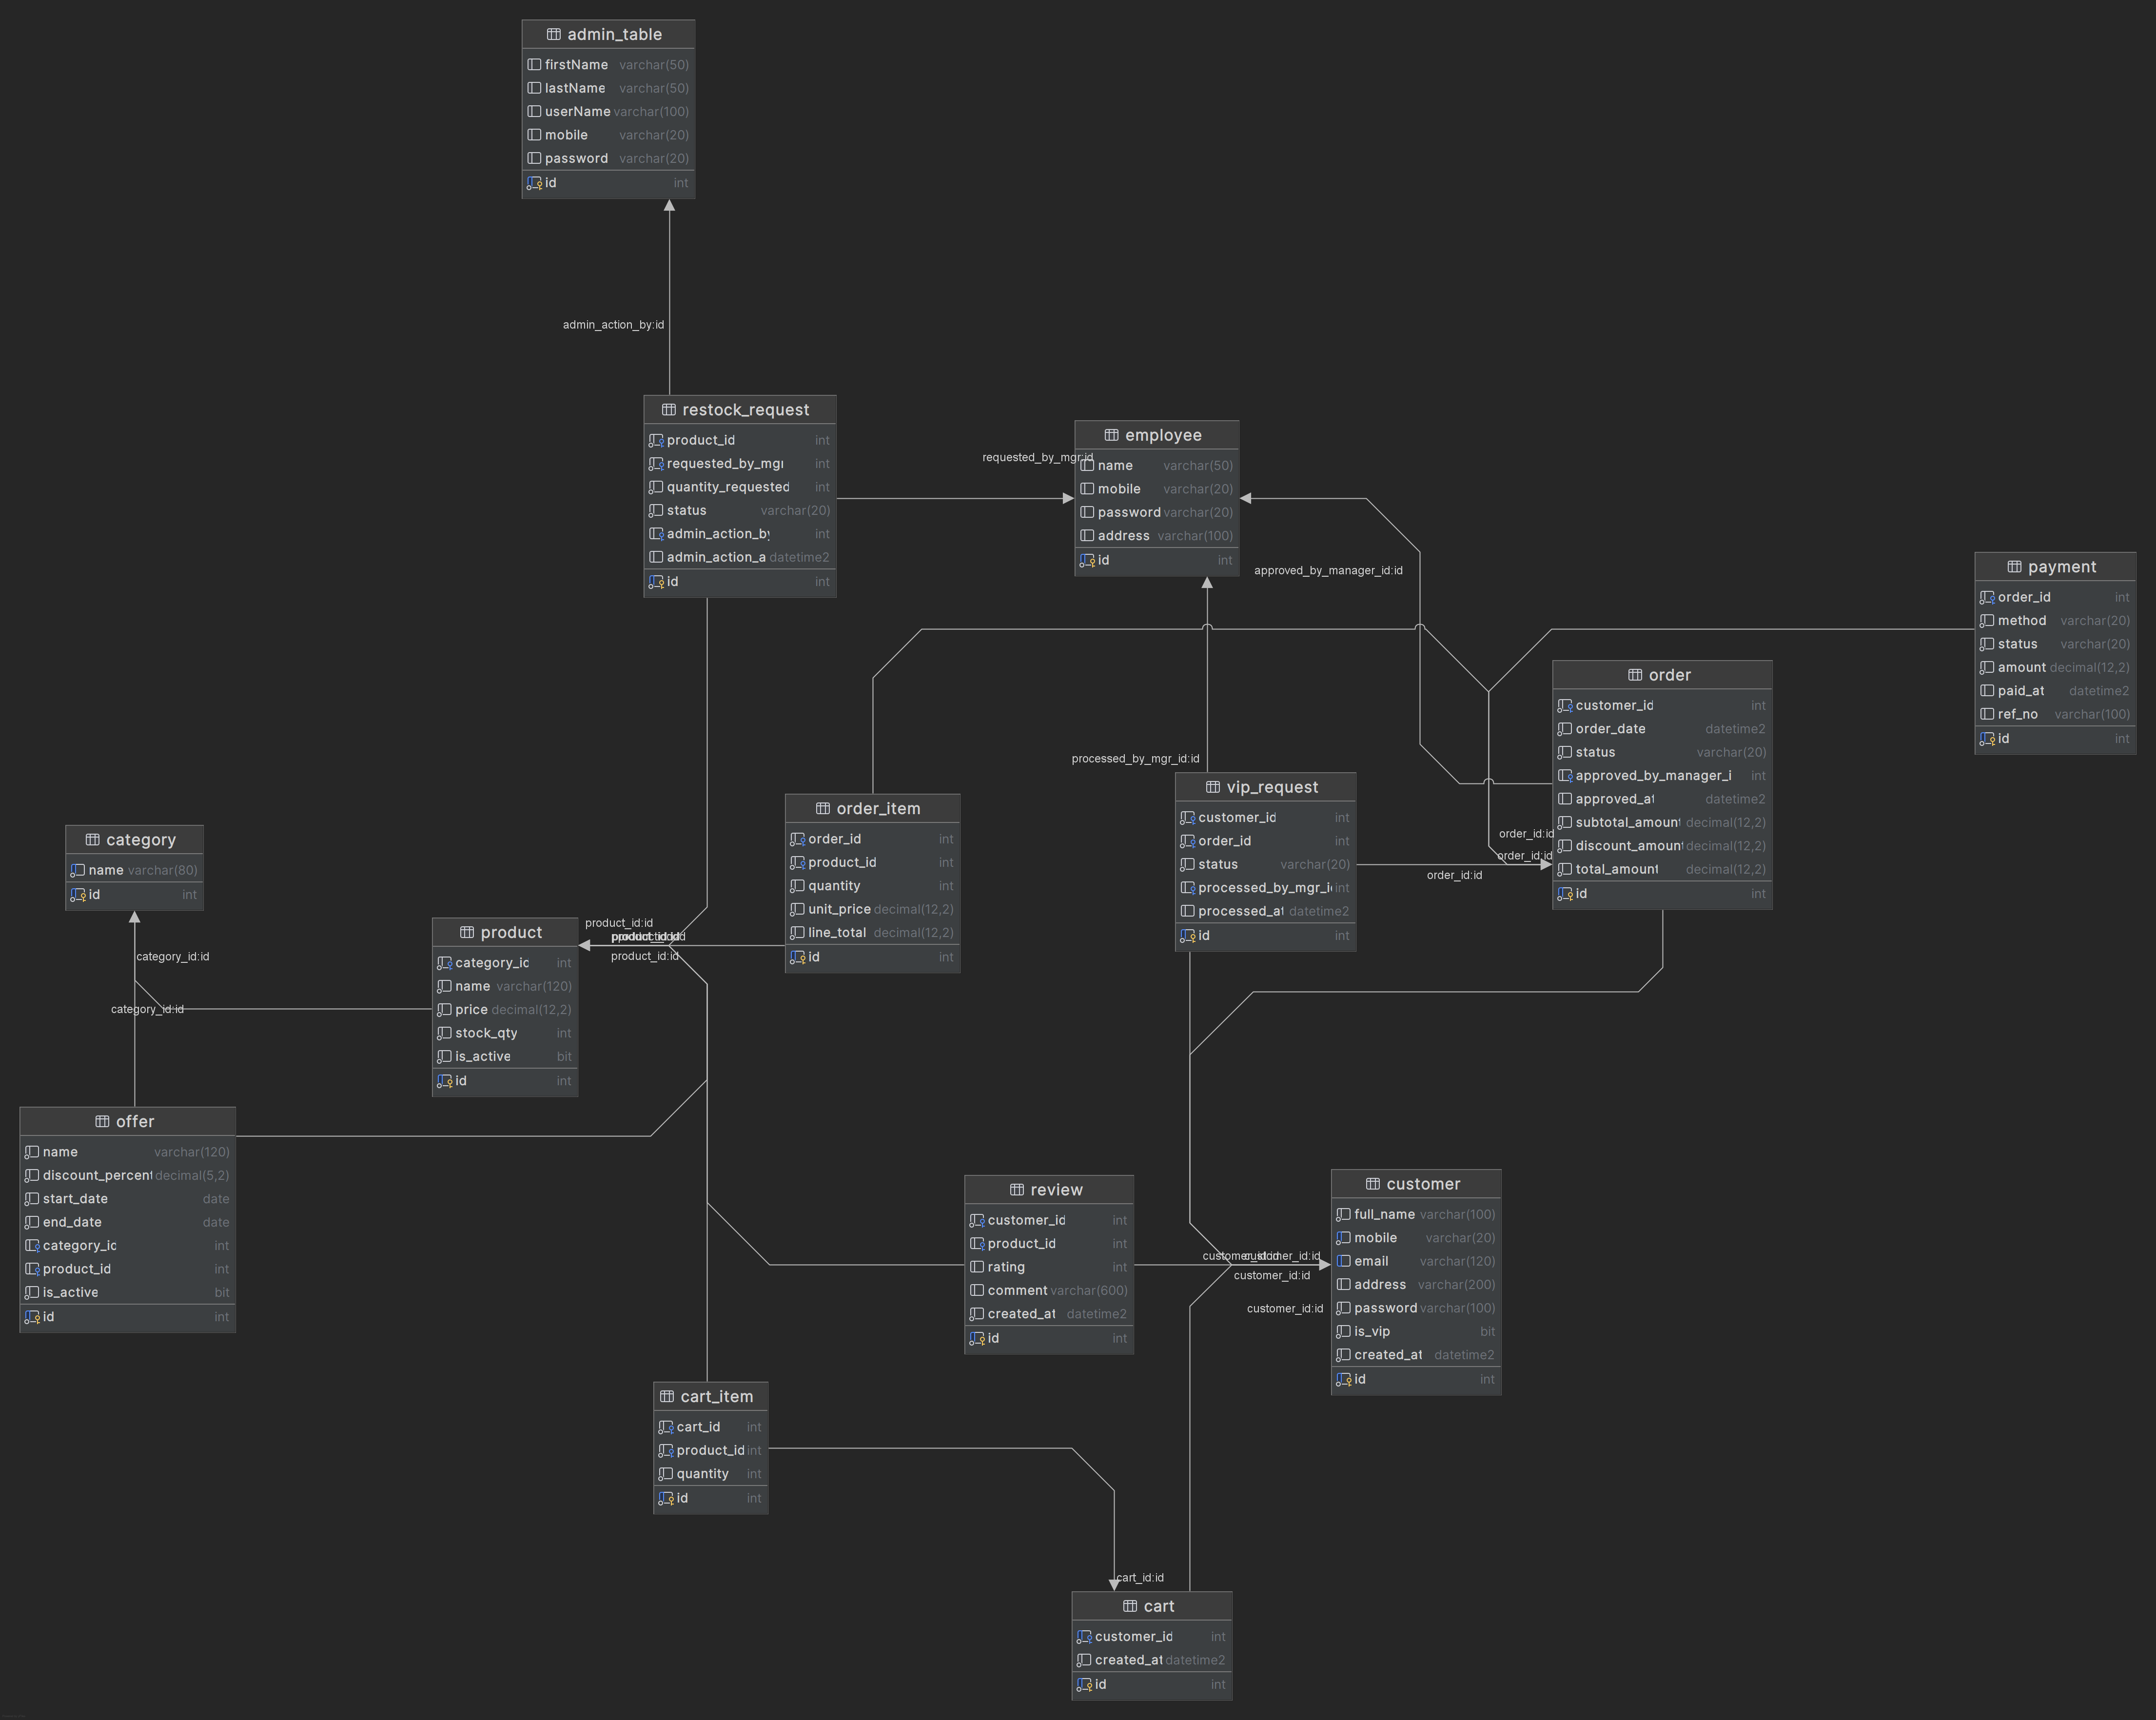 admin_table
firstName varchar(50)
lastName varchar(50)
userName varchar(100)
mobile varchar(20)
password varchar(20)
id int
admin_action_by:id
restock_request
product_id int
requested_by_mgr int
quantity_requested int
status varchar(20)
admin_action_by int
admin_action_a datetime2
id int
requested_by_mgr:id
employee
name varchar(50)
mobile varchar(20)
password varchar(20)
address varchar(100)
id int
approved_by_manager_id:id
payment
order_id int
method varchar(20)
status varchar(20)
amount decimal(12,2)
paid_at datetime2
ref_no varchar(100)
id int
order
customer_id int
order_date datetime2
status varchar(20)
approved_by_manager_i int
approved_at datetime2
subtotal_amount decimal(12,2)
discount_amount decimal(12,2)
total_amount decimal(12,2)
id int
processed_by_mgr_id:id
vip_request
customer_id int
order_id int
status varchar(20)
processed_by_mgr_id int
processed_at datetime2
id int
order_id:id
order_id:id
order_id:id
order_item
order_id int
product_id int
quantity int
unit_price decimal(12,2)
line_total decimal(12,2)
id int
category
name varchar(80)
id int
category_id:id
category_id:id
product_id:id
product_id:id
product_id:id
product
category_id int
name varchar(120)
price decimal(12,2)
stock_qty int
is_active bit
id int
offer
name varchar(120)
discount_percent decimal(5,2)
start_date date
end_date date
category_id int
product_id int
is_active bit
id int
review
customer_id int
product_id int
rating int
comment varchar(600)
created_at datetime2
id int
customer_id:id
customer_id:id
customer_id:id
customer_id:id
customer
full_name varchar(100)
mobile varchar(20)
email varchar(120)
address varchar(200)
password varchar(100)
is_vip bit
created_at datetime2
id int
cart_item
cart_id int
product_id int
quantity int
id int
cart_id:id
cart
customer_id int
created_at datetime2
id int